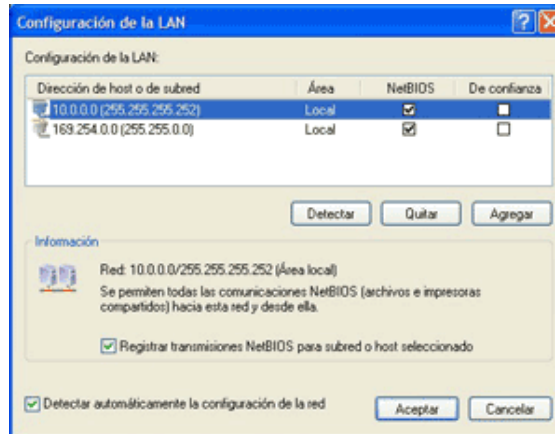 Configuración de la LAN
Configuración de la LAN:
Dirección de host o de subred Área NetBIOS De confianza
10.0.0.0 (255.255.255.252) Local
169.254.0.0 (255.255.0.0) Local
Detectar Quitar Agregar
Información
Red: 10.0.0.0/255.255.255.252 (Área local)
Se permiten todas las comunicaciones NetBIOS (archivos e impresoras
compartidos) hacia esta red y desde ella.
Registrar transmisiones NetBIOS para subred o host seleccionado
Detectar automáticamente la configuración de la red Aceptar Cancelar